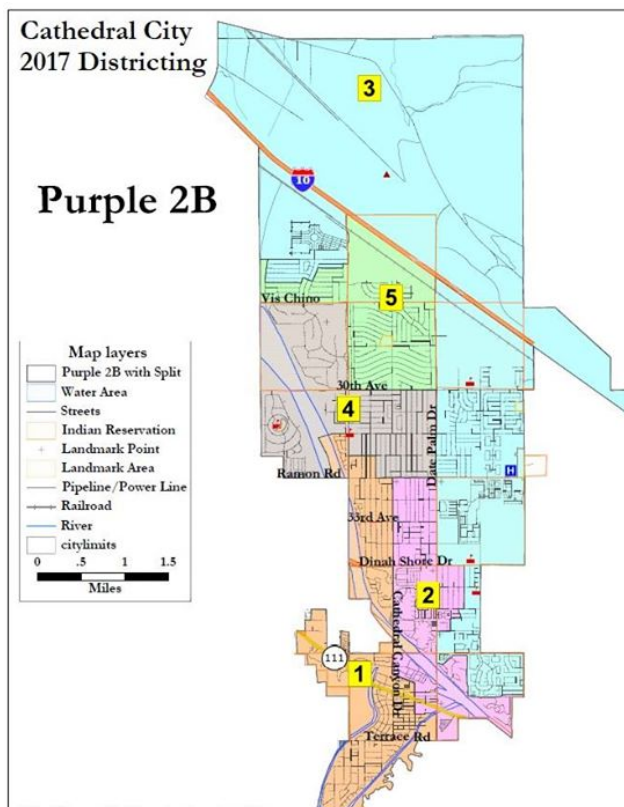 Cathedral City
2017 Districting
3
10
Purple 2B
5
Vis Chino
Map layers
Purple 2B with Split
Water Area
Streets
Indian Reservation
Landmark Point
Landmark Area
Pipeline/Power Line
Railroad
River
citylimits
0 .5 1 1.5
Miles
30th Ave
4
Date Palm Dr
Ramon Rd
H
33rd Ave
Dinah Shore Dr
2
Cathedral Canyon Dr
111
1
Terrace Rd